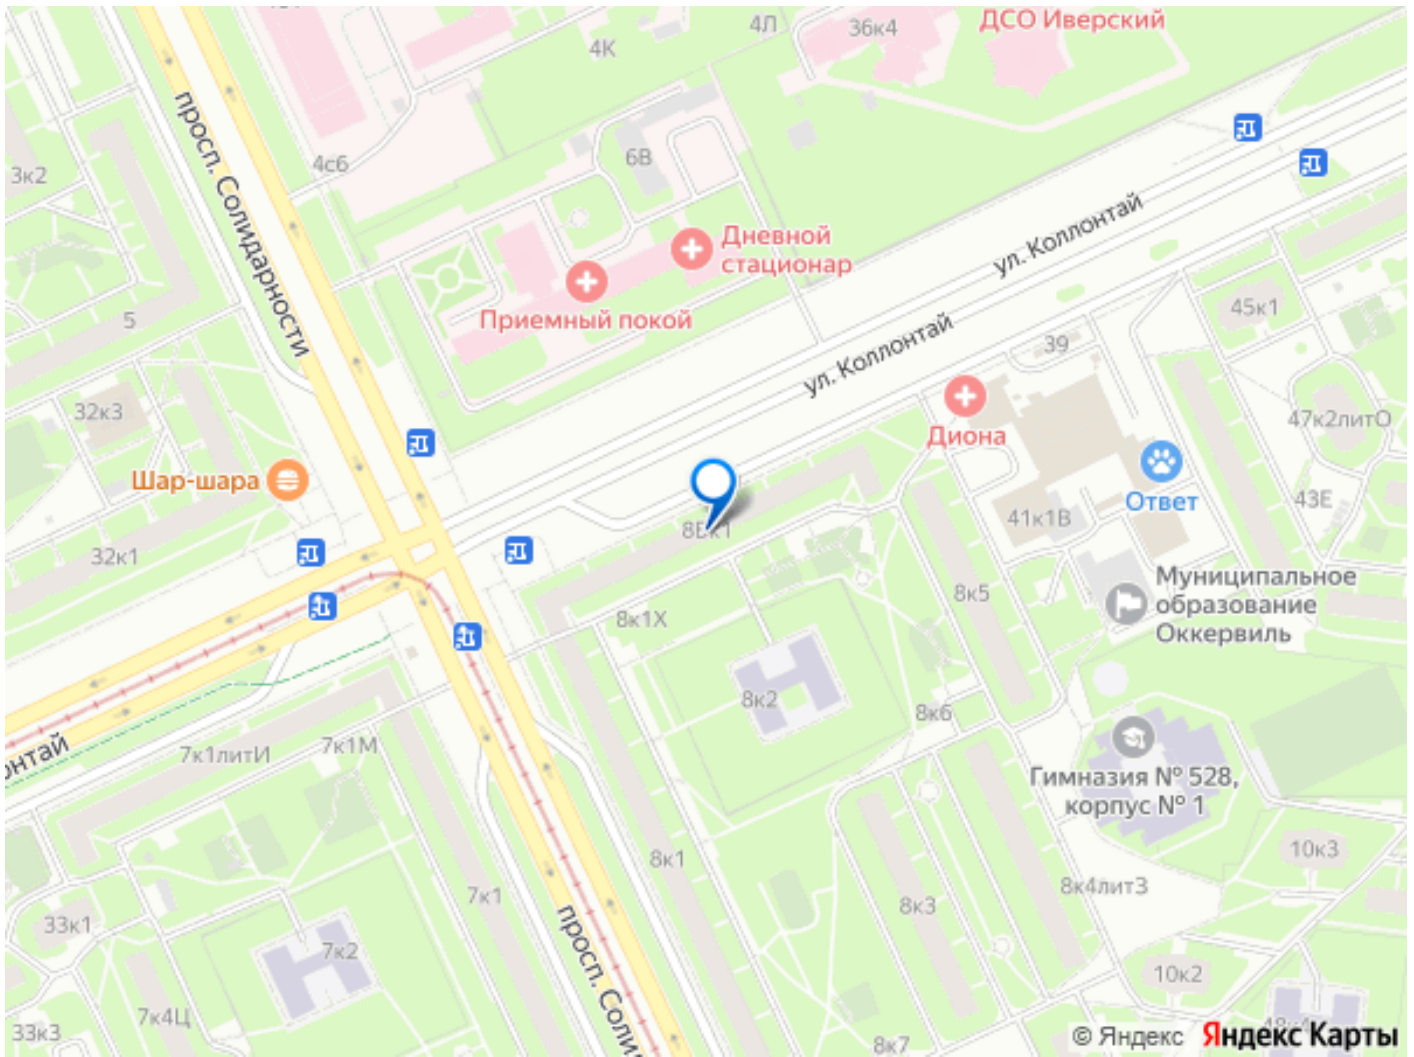 4Л
36к4
ДСО Иверский
4К
просп. Солидарности
3к2
4с6
6В
Дневной
стационар
Приемный покой
ул. Коллонтай
45к1
5
ул. Коллонтай
39
32к3
Шар-шара
Диона
47к2литО
Ответ
43Е
41к1В
32к1
8к1Х
8к5
Муниципальное
образование
Оккервиль
8к2
8к6
7к1литИ
7к1М
Гимназия № 528,
корпус № 1
8к1
7к1
8к3
8к4литЗ
10к3
33к1
7к2
просп. Соли
10к2
7к4Ц
33к3
8к7
© Яндекс Яндекс Карты